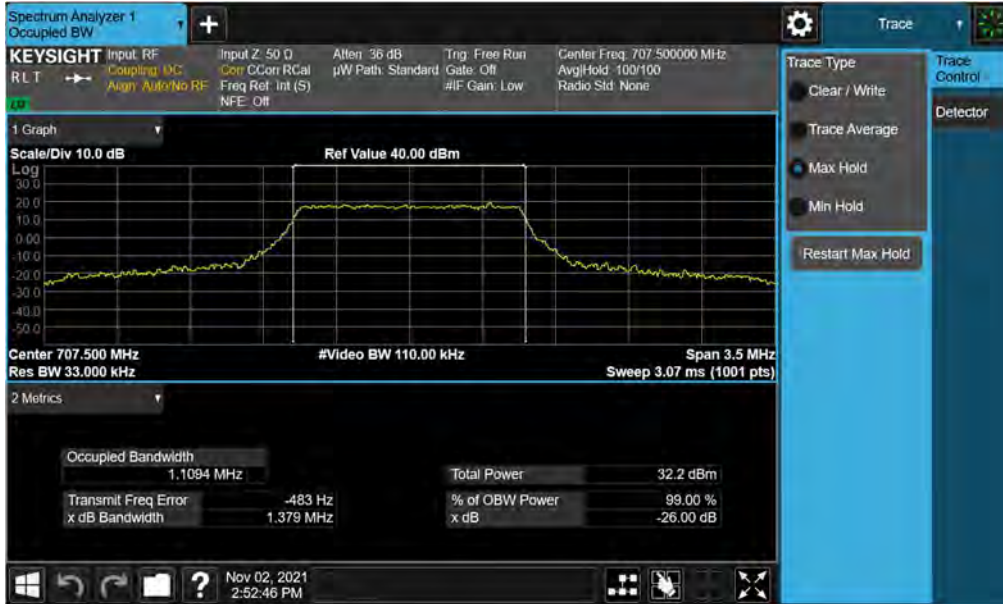 Spectrum Analyzer 1
Occupied BW
Trace
KEYSIGHT Input: RF Input Z: 50 Ω Atten: 36 dB Trig: Free Run Center Freq: 707.500000 MHz
RLT Coupling: DC Corr CCorr RCal µW Path: Standard Gate: Off Avg|Hold: 100/100
Align: Auto/No RF Freq Ref: Int (S) #IF Gain: Low Radio Std: None
NFE: Off
Trace Type
Clear / Write
Trace Average
Max Hold
Min Hold
Restart Max Hold
Trace
Control
Detector
1 Graph
Scale/Div 10.0 dB Ref Value 40.00 dBm
Log
30.0
20.0
10.0
0.00
-10.0
-20.0
-30.0
-40.0
-50.0
Center 707.500 MHz #Video BW 110.00 kHz Span 3.5 MHz
Res BW 33.000 kHz Sweep 3.07 ms (1001 pts)
2 Metrics
Occupied Bandwidth
1.1094 MHz Total Power 32.2 dBm
Transmit Freq Error -483 Hz % of OBW Power 99.00 %
x dB Bandwidth 1.379 MHz x dB -26.00 dB
? Nov 02, 2021
2:52:46 PM